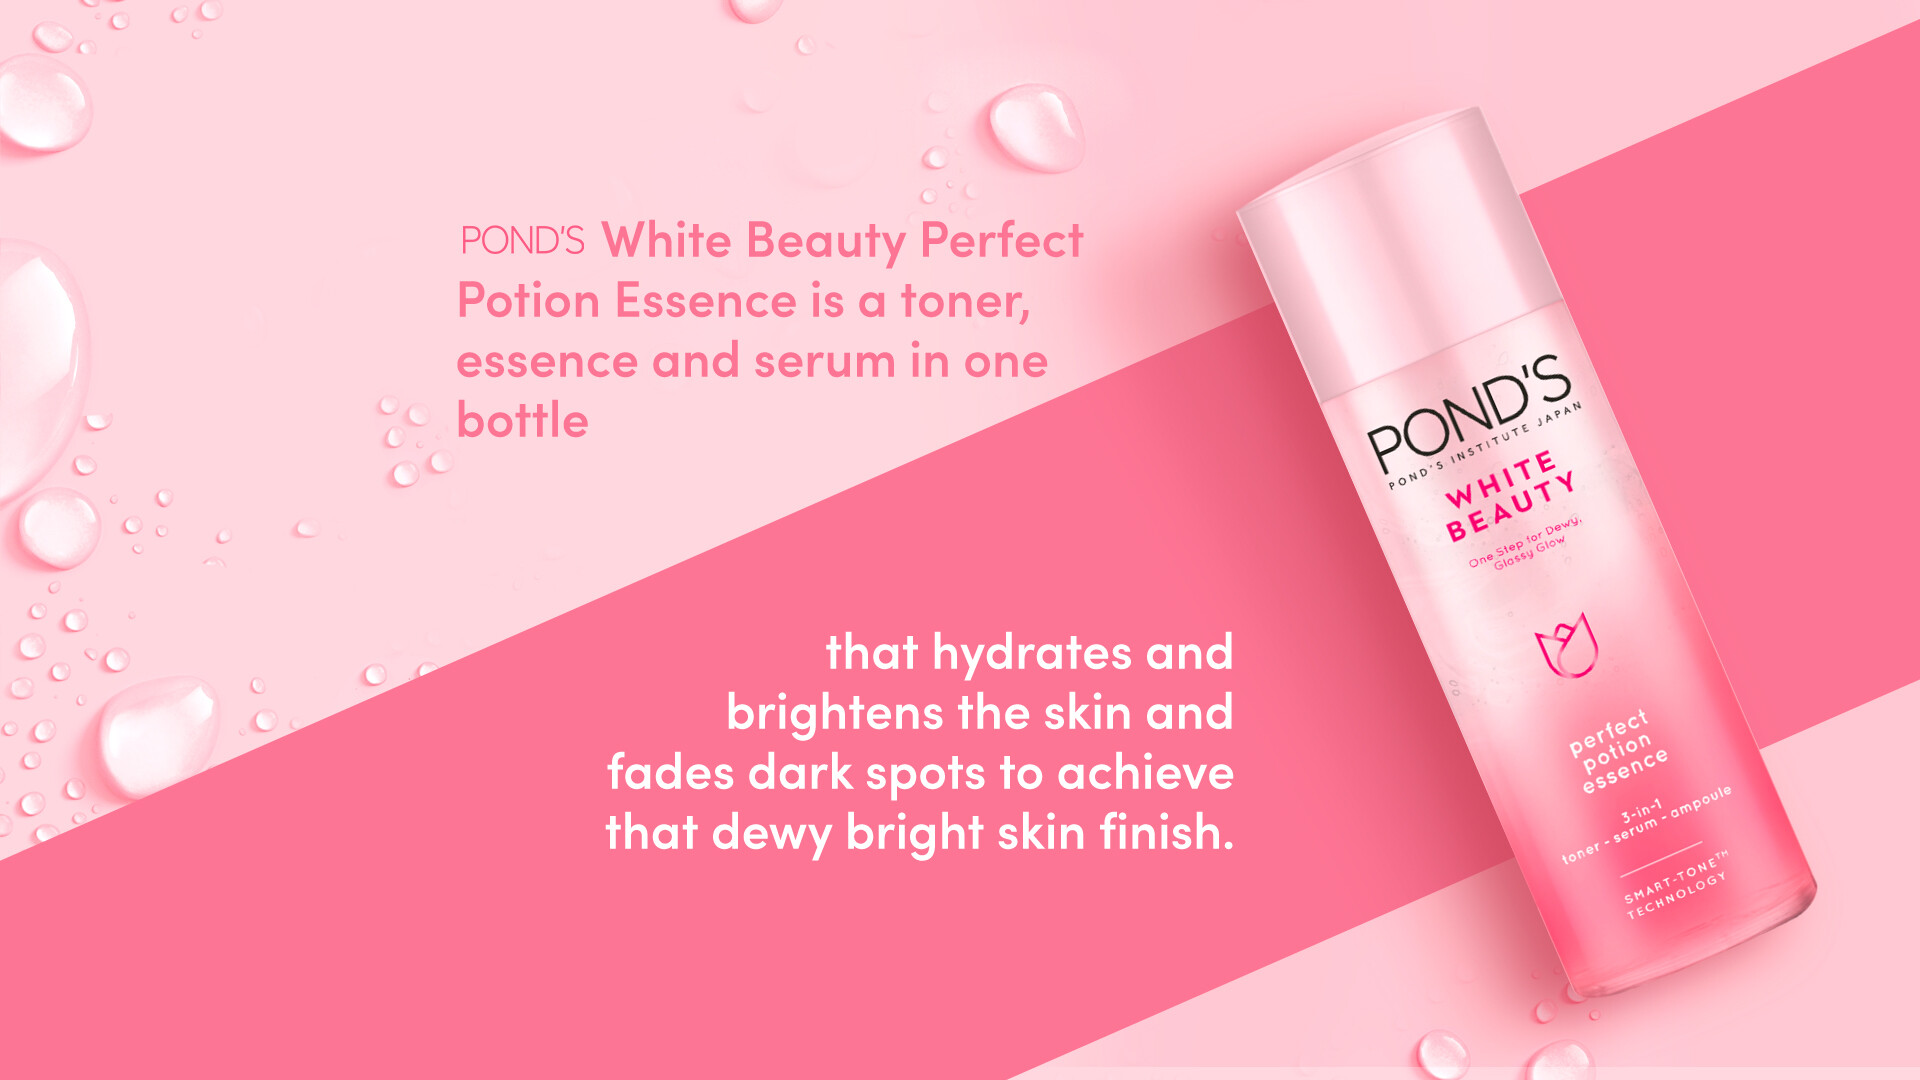 POND'S White Beauty Perfect
Potion Essence is a toner,
essence and serum in one
bottle
that hydrates and
brightens the skin and
fades dark spots to achieve
that dewy bright skin finish.
POND'S
POND'S INSTITUTE JAPAN
WHITE
BEAUTY
One Step for Dewy,
Glossy Glow
perfect
potion
essence
3-in-1
toner - serum - ampoule
SMART-TONE™
TECHNOLOGY